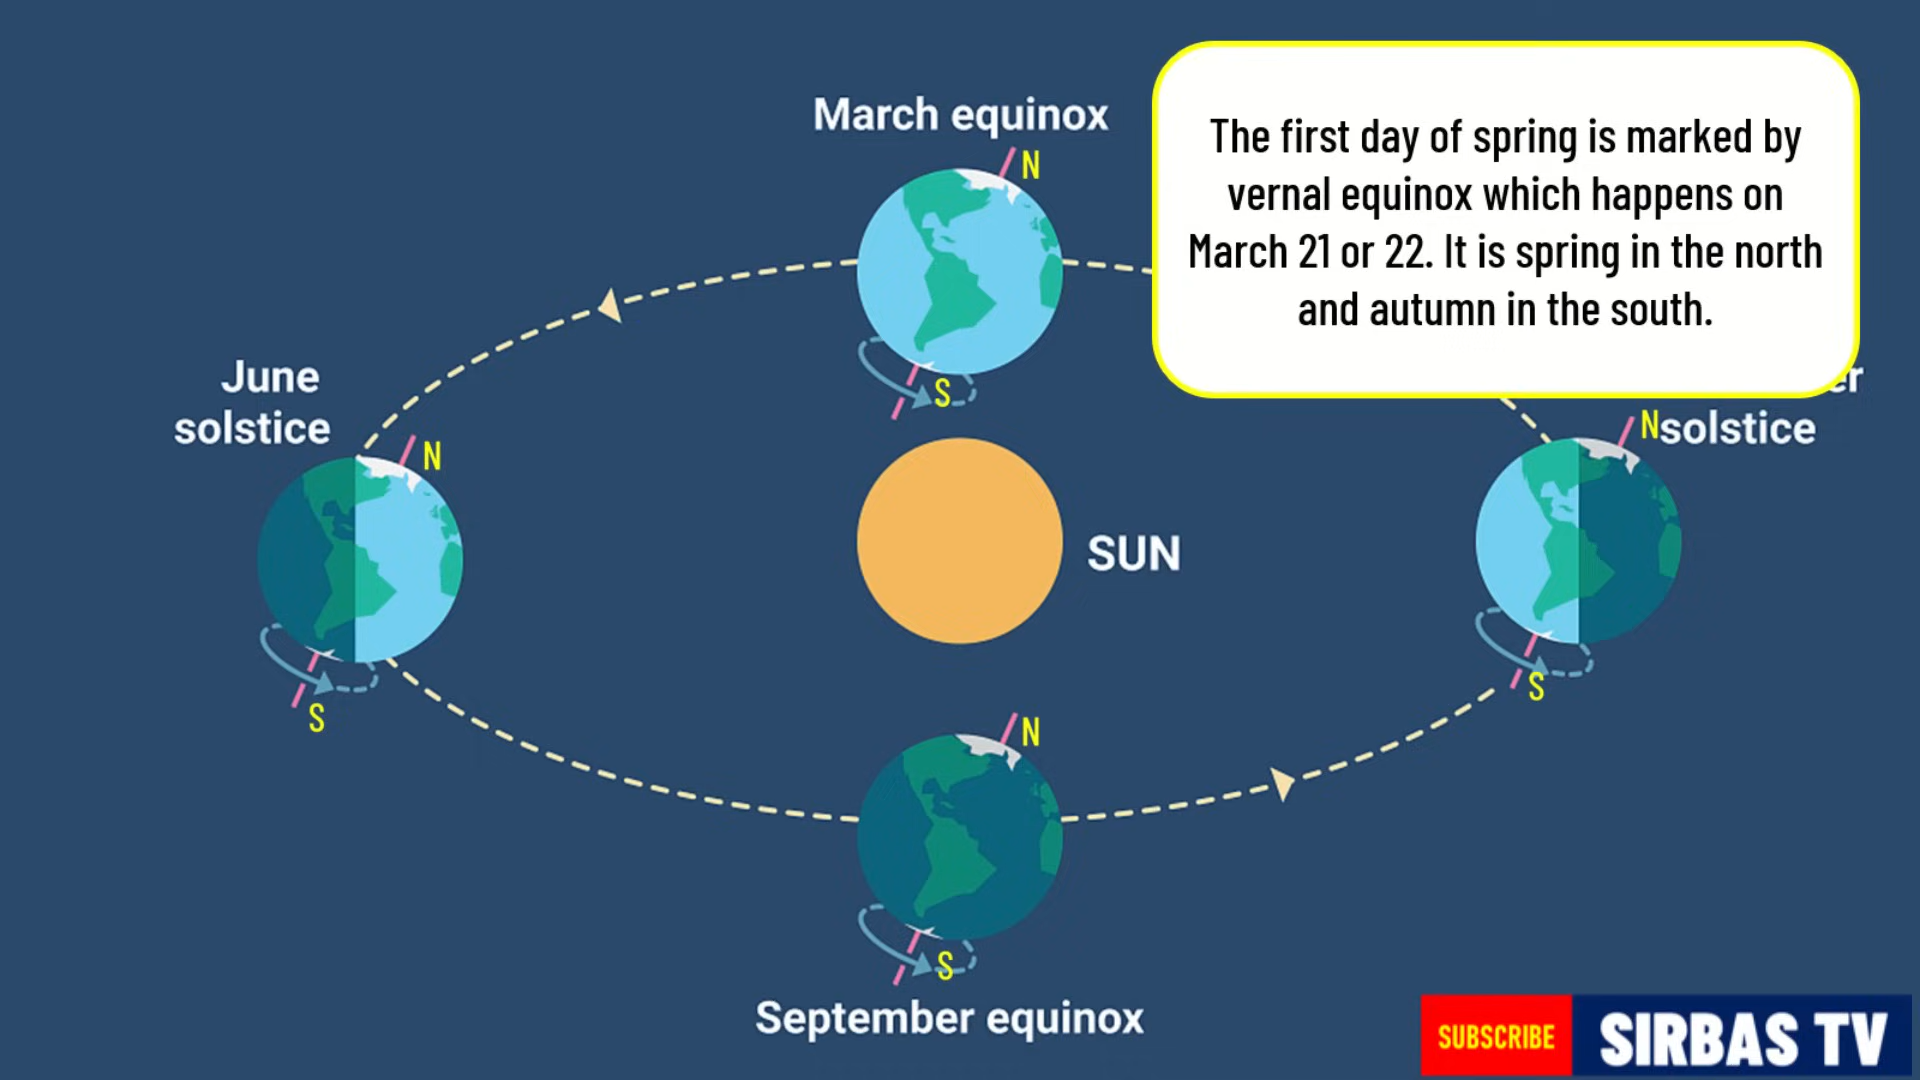 March equinox
N
The first day of spring is marked by
vernal equinox which happens on
March 21 or 22. It is spring in the north
and autumn in the south.
S
June
solstice
N
S
SUN
er
N
solstice
S
N
S
September equinox
SUBSCRIBE
SIRBAS TV